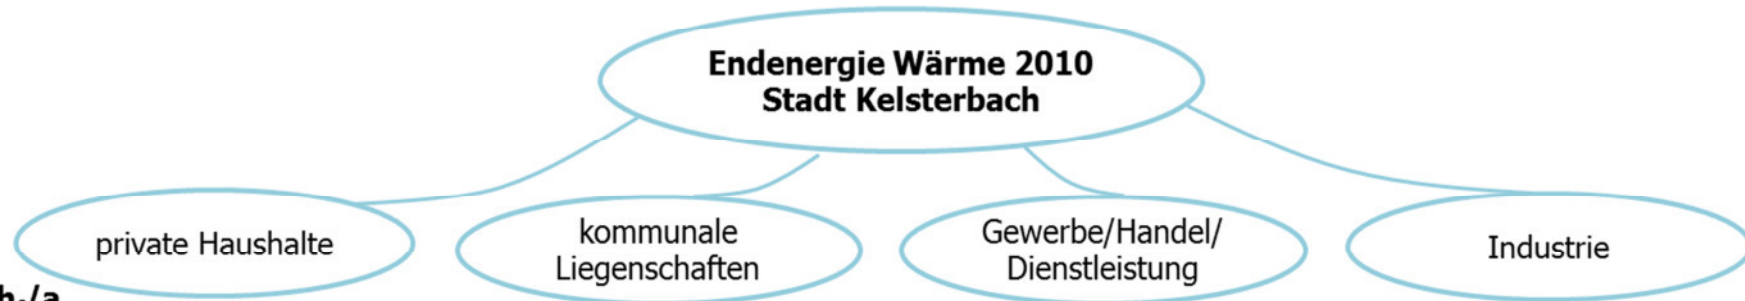 Endenergie Wärme 2010
Stadt Kelsterbach
private Haushalte
kommunale
Liegenschaften
Gewerbe/Handel/
Dienstleistung
Industrie